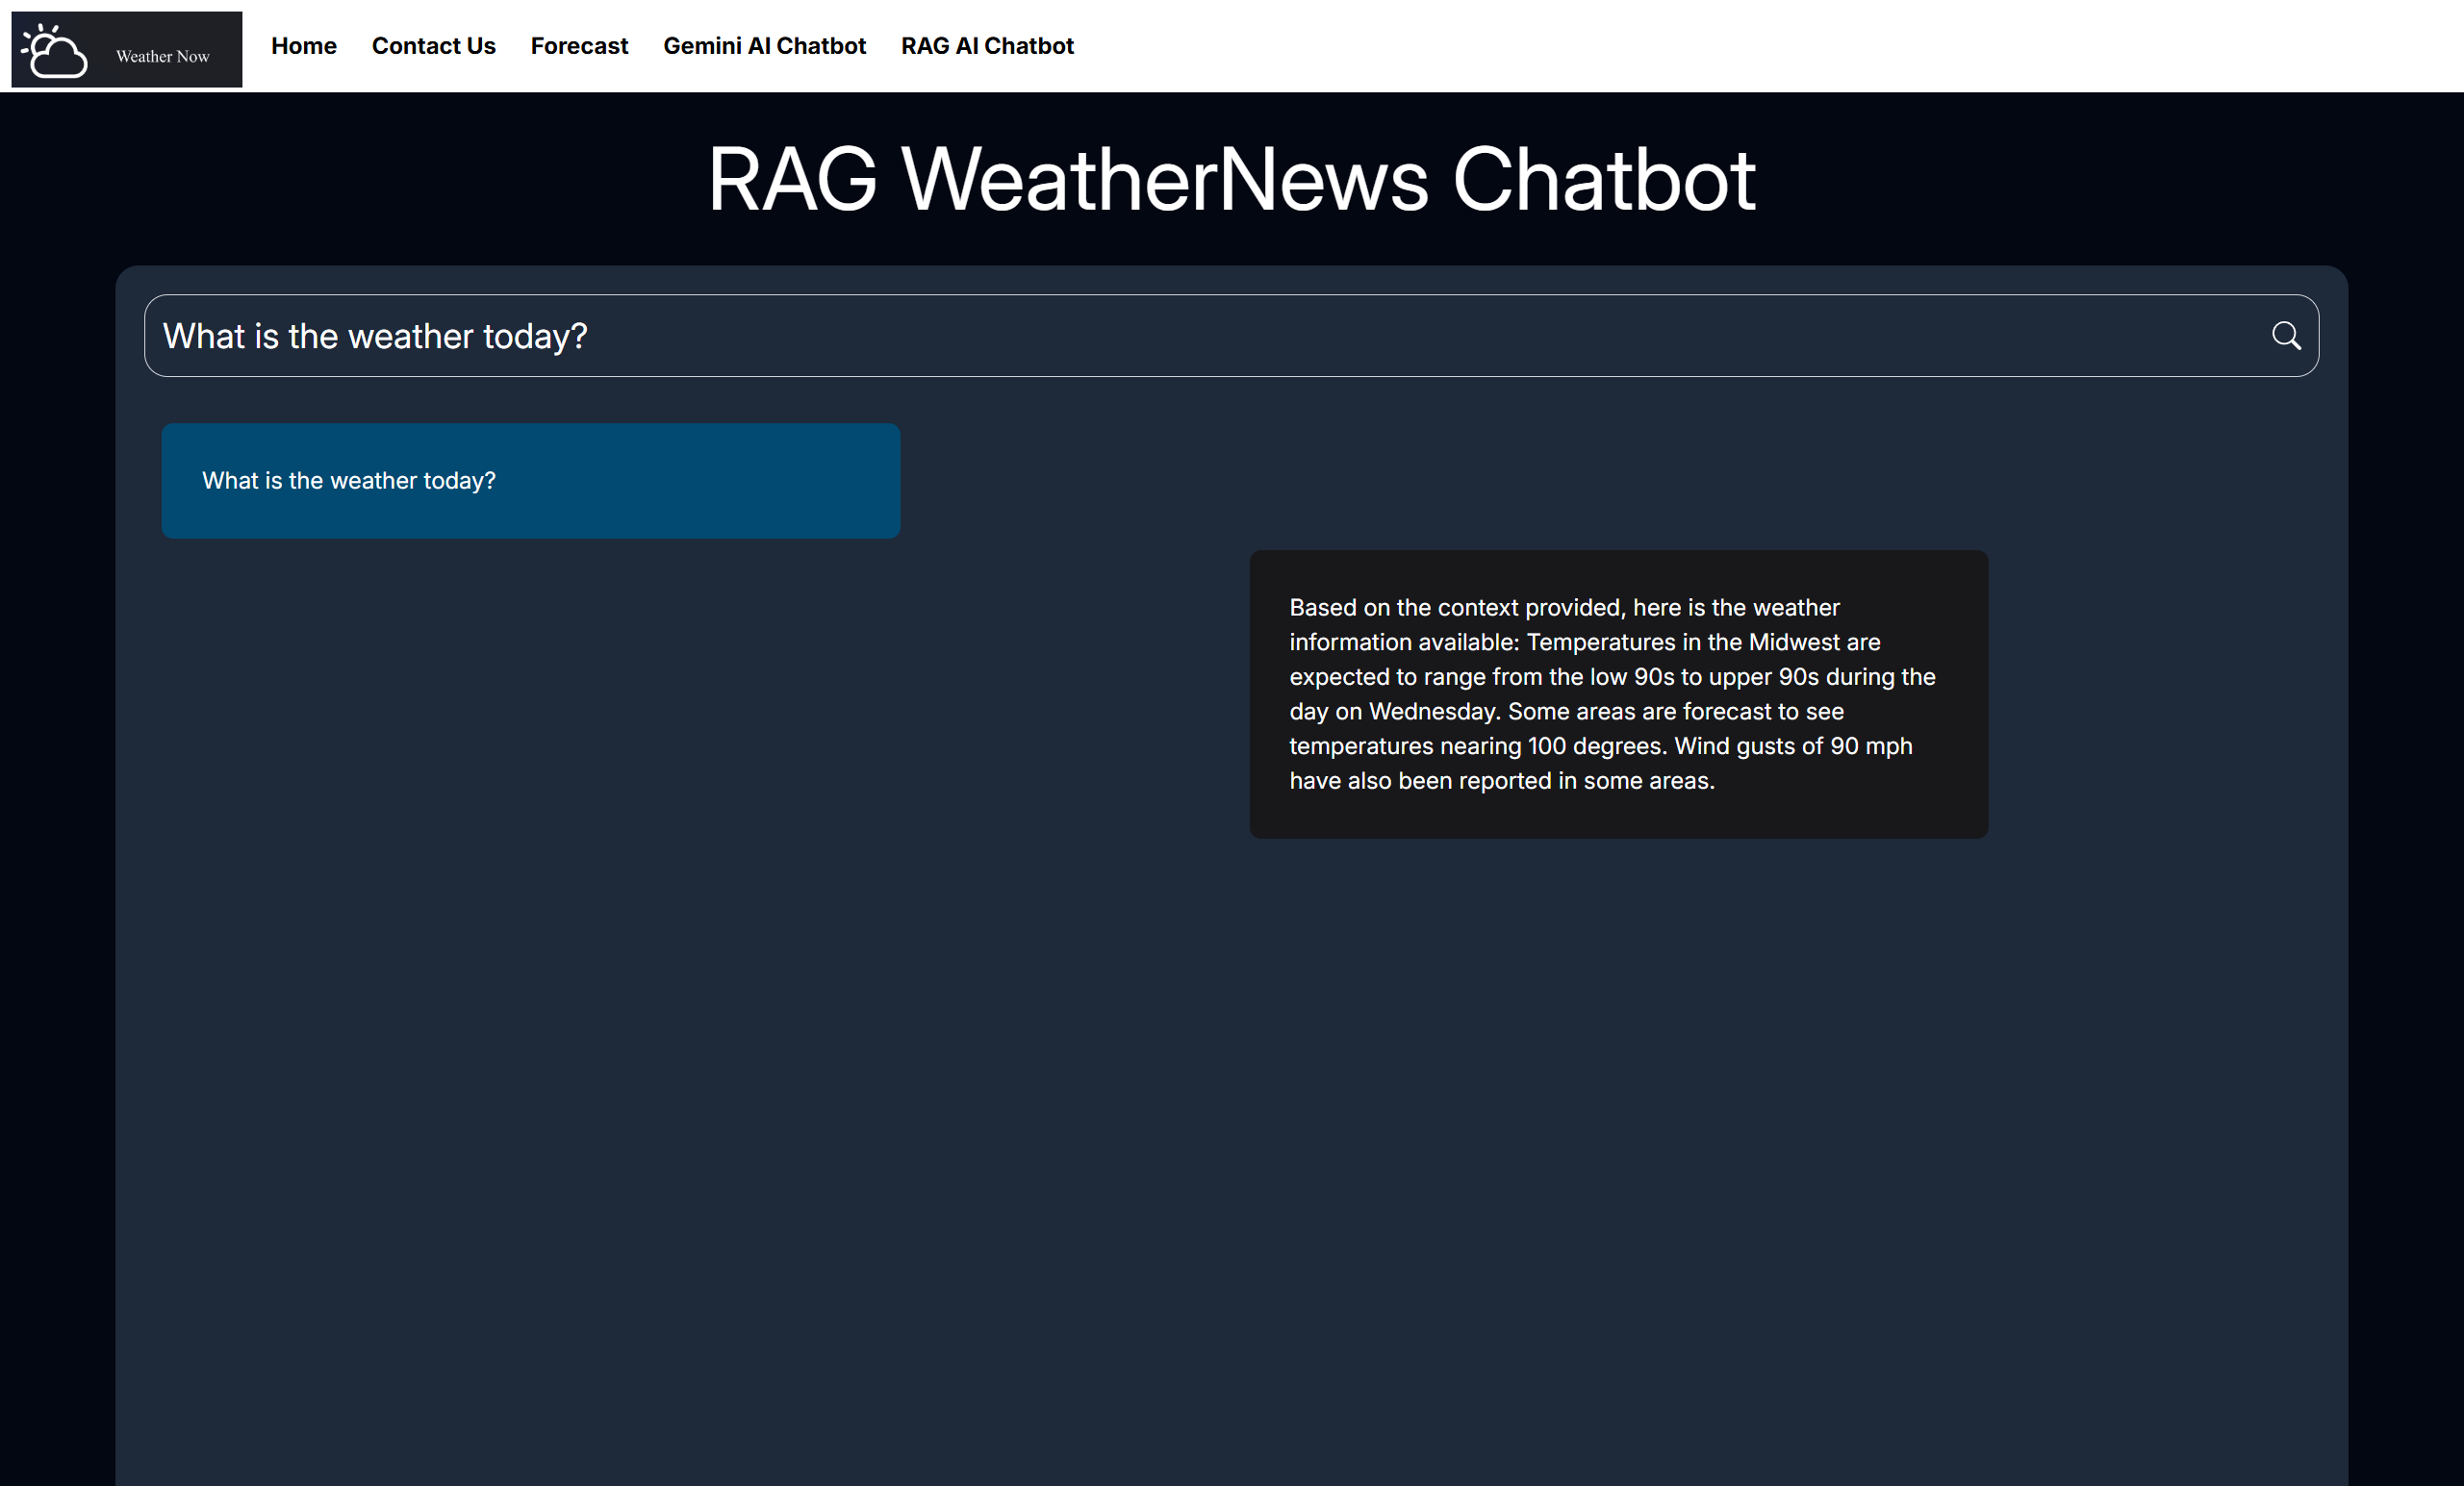 Weather Now
Home Contact Us Forecast Gemini AI Chatbot RAG AI Chatbot
RAG WeatherNews Chatbot
What is the weather today?
What is the weather today?
Based on the context provided, here is the weather
information available: Temperatures in the Midwest are
expected to range from the low 90s to upper 90s during the
day on Wednesday. Some areas are forecast to see
temperatures nearing 100 degrees. Wind gusts of 90 mph
have also been reported in some areas.